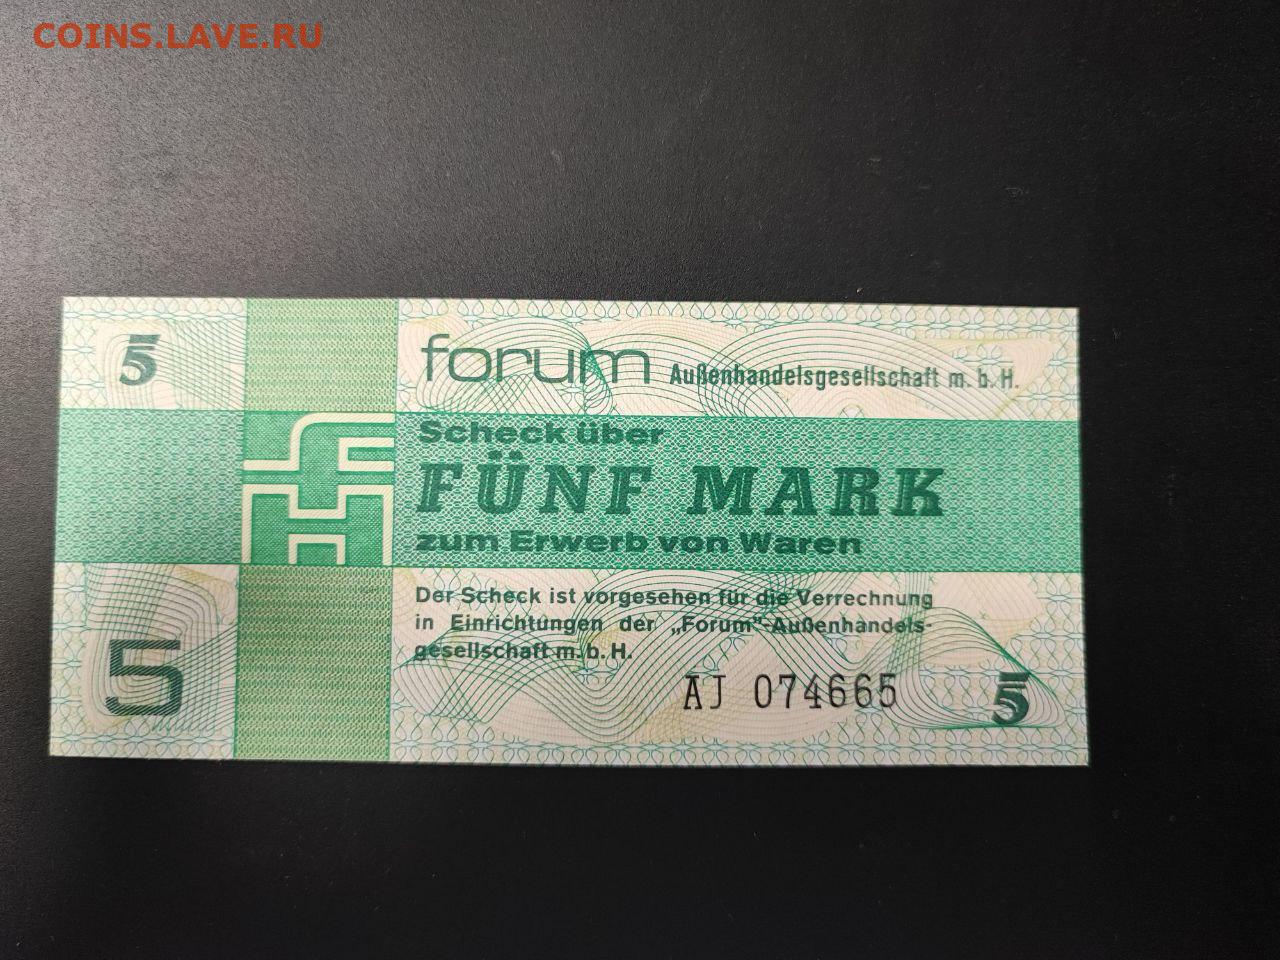 COINS.LAVE.RU
5
forum Außenhandelsgesellschaft m. b. H.
Scheck über
FÜNF MARK
zum Erwerb von Waren
Der Scheck ist vorgesehen für die Verrechnung
in Einrichtungen der „Forum"-Außenhandels-
gesellschaft m. b. H.
5
AJ 074665
5